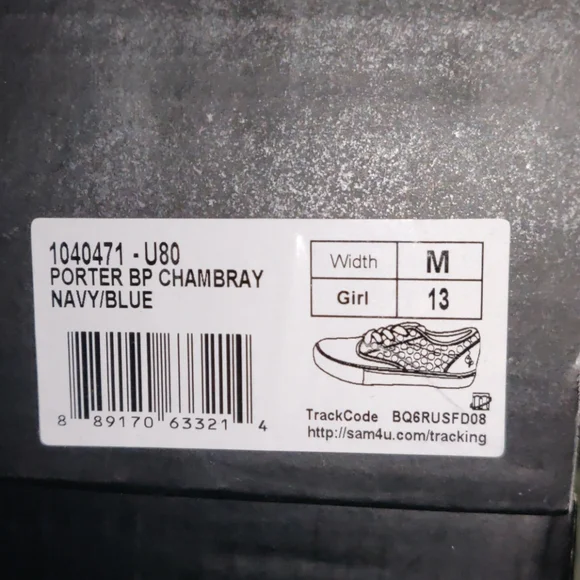 1040471 - U80
PORTER BP CHAMBRAY
NAVY/BLUE
Width M
Girl 13
8 89170 63321 4
TrackCode BQ6RUSFD08
http://sam4u.com/tracking